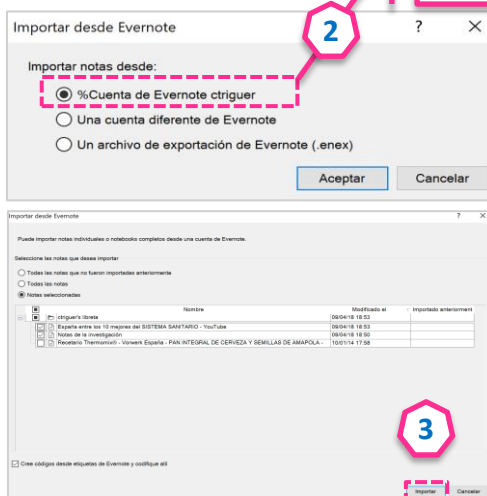 Importar desde Evernote
?
2
Importar notas desde:
%Cuenta de Evernote ctriguer
Una cuenta diferente de Evernote
Un archivo de exportación de Evernote (.enex)
Aceptar
Cancelar
Importar desde Evernote
?
Puede importar notas individuales o notebooks completos desde una cuenta de Evernote.
Seleccione las notas que desea importar
Todas las notas que no fueron importadas anteriormente
Todas las notas
Notas seleccionadas
Nombre Modificado el Importado anteriorment
ctriguer's librete 09/04/18 18:53
España entre los 10 mejores del SISTEMA SANITARIO - YouTube 09/04/18 18:53
Notas de la investigación 09/04/18 18:50
Recetario Thermomix® - Vorwerk España - PAN INTEGRAL DE CERVEZA Y SEMILLAS DE AMAPOLA - 10/01/14 17:58
3
Cree códigos desde etiquetas de Evernote y codifique allí
Importar
Cancelar